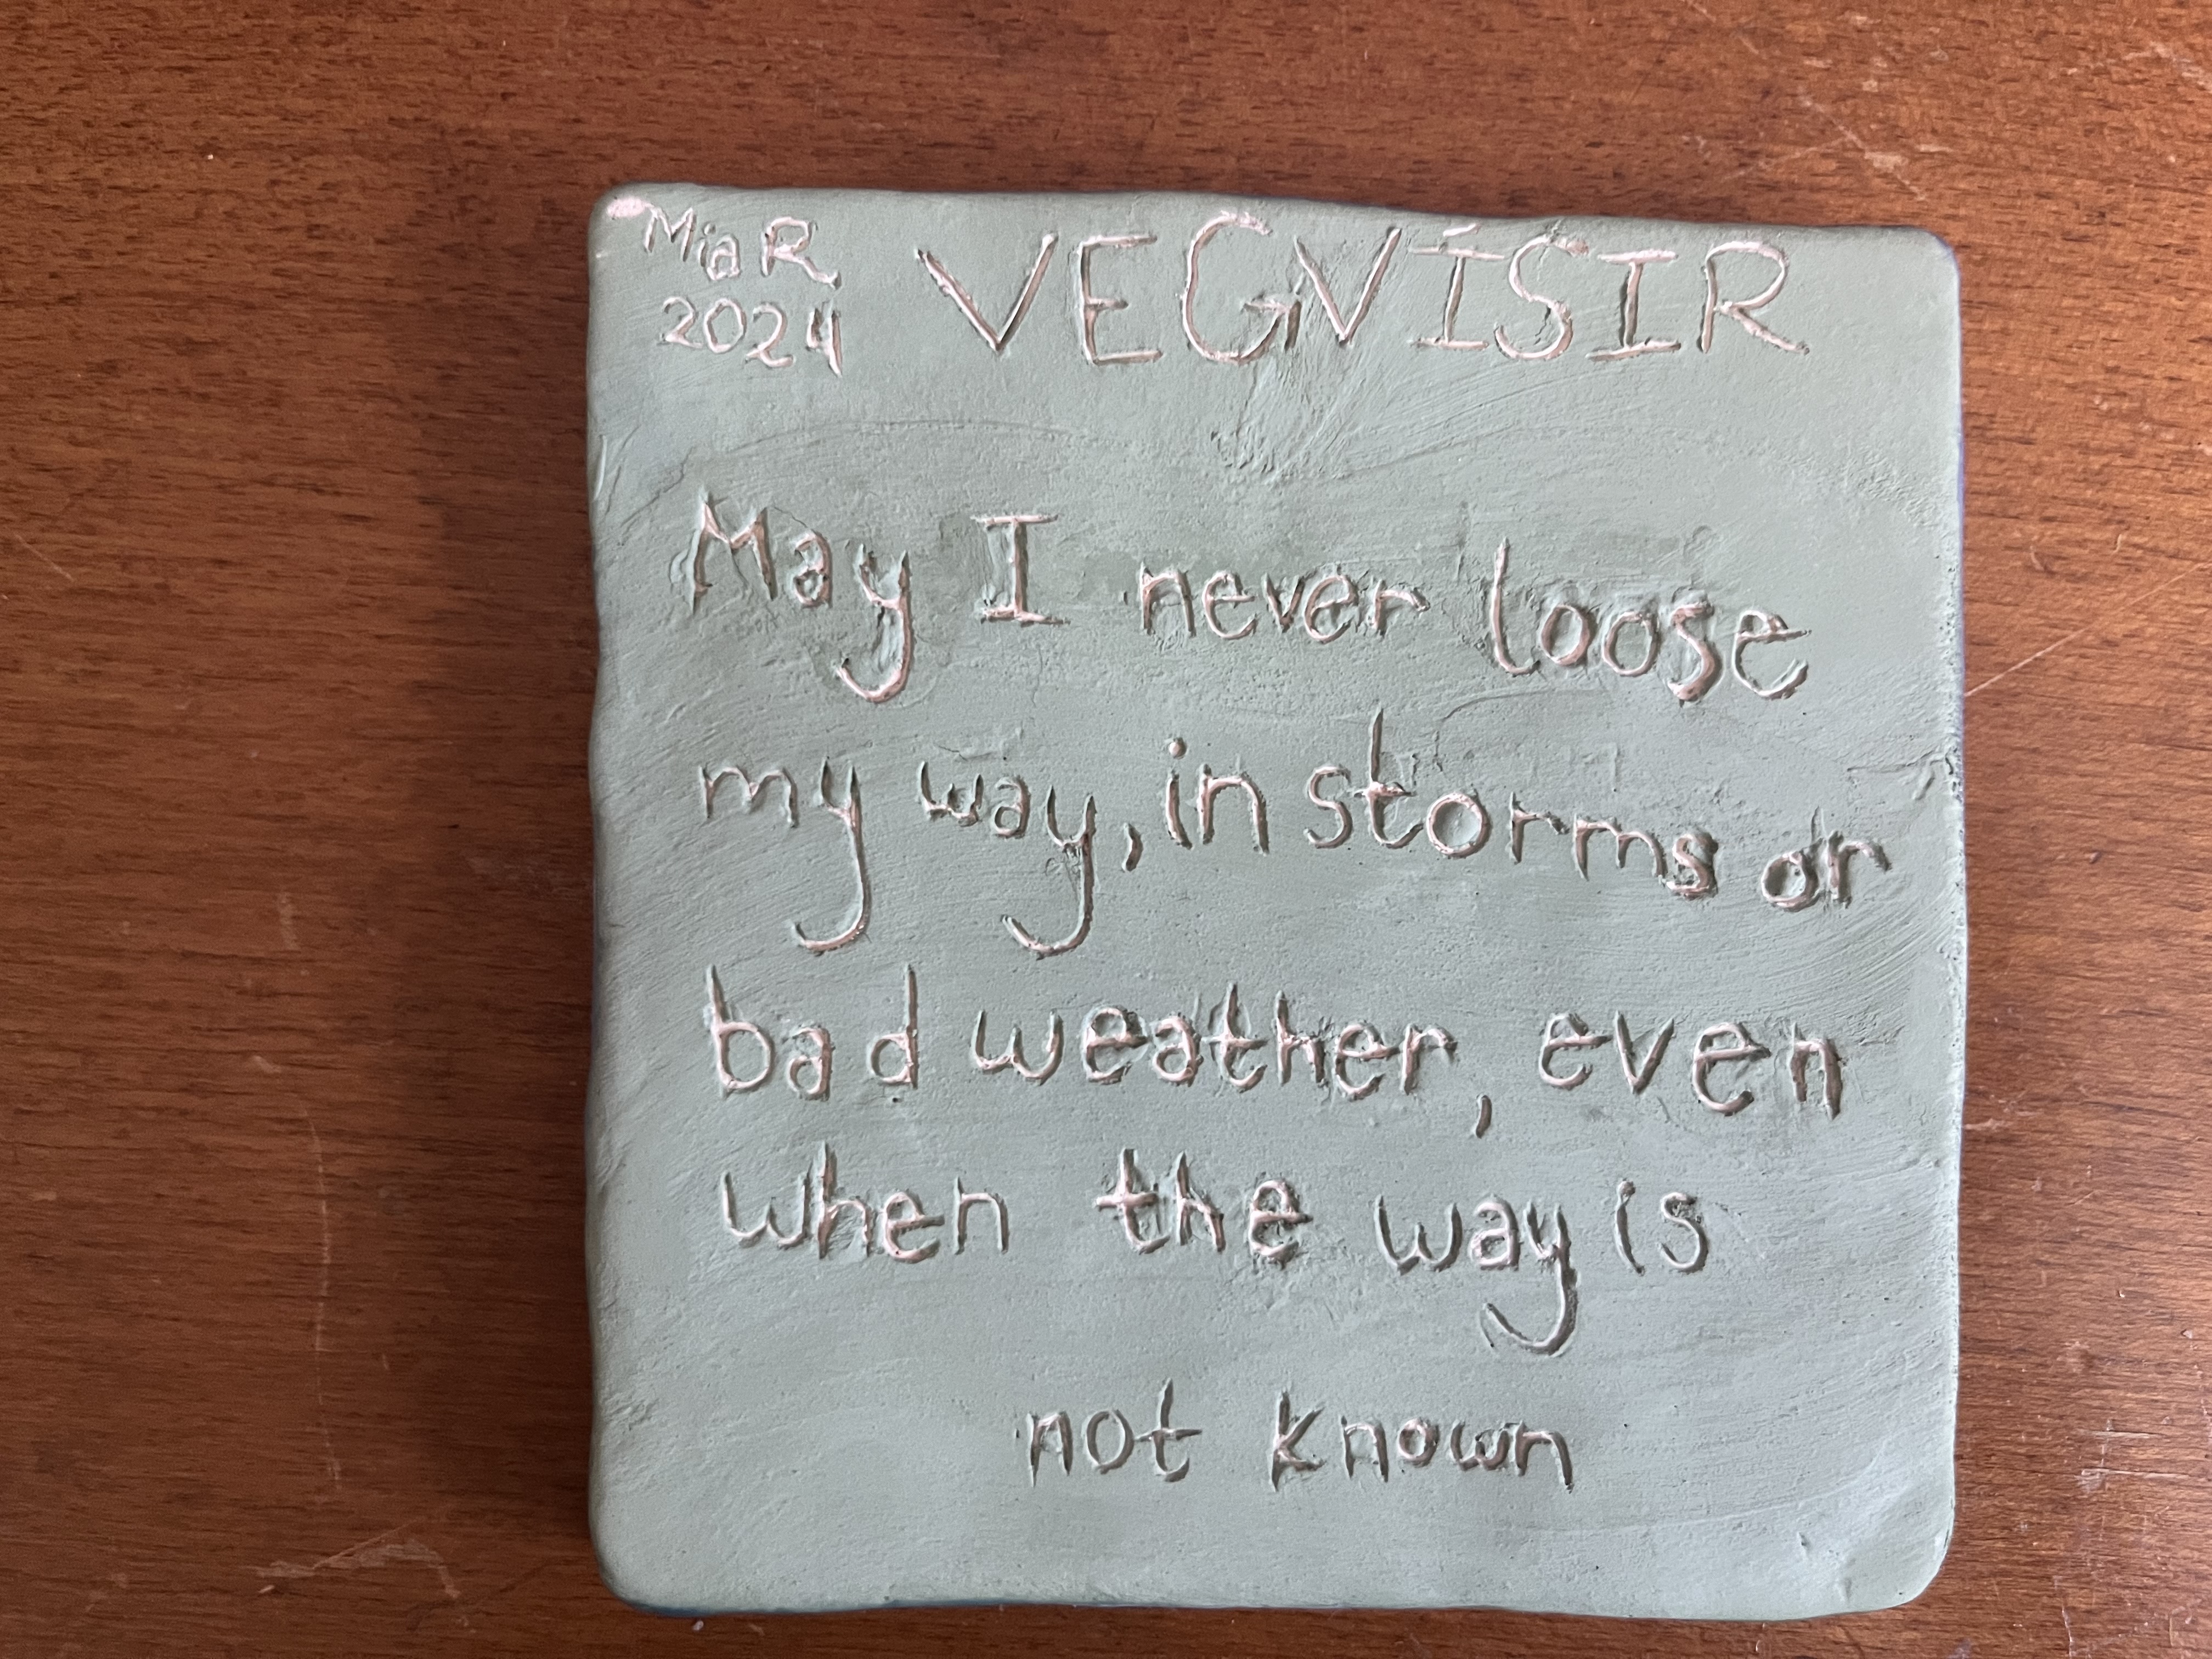 Mia R
2024
VEGVÍSIR
May I never loose
my way, in storms or
bad weather, even
when the way is
not known